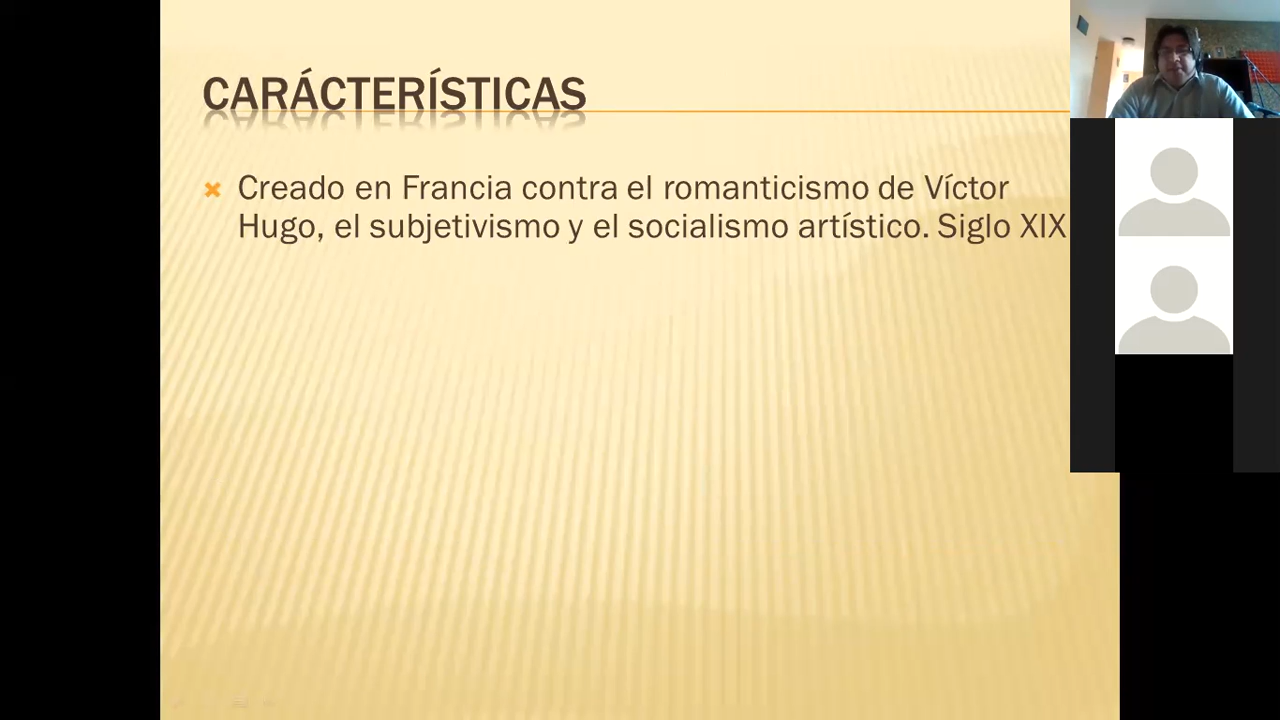 CARÁCTERÍSTICAS
Creado en Francia contra el romanticismo de Víctor
Hugo, el subjetivismo y el socialismo artístico. Siglo XIX